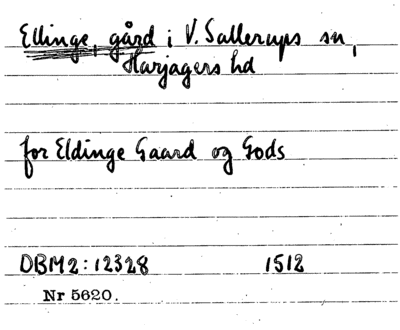 Ellinge, gård i V. Sallerups sn,
Harjagers hd
for Eldinge Gaard og Gods
DBM2: 12328 1512
Nr 5620.